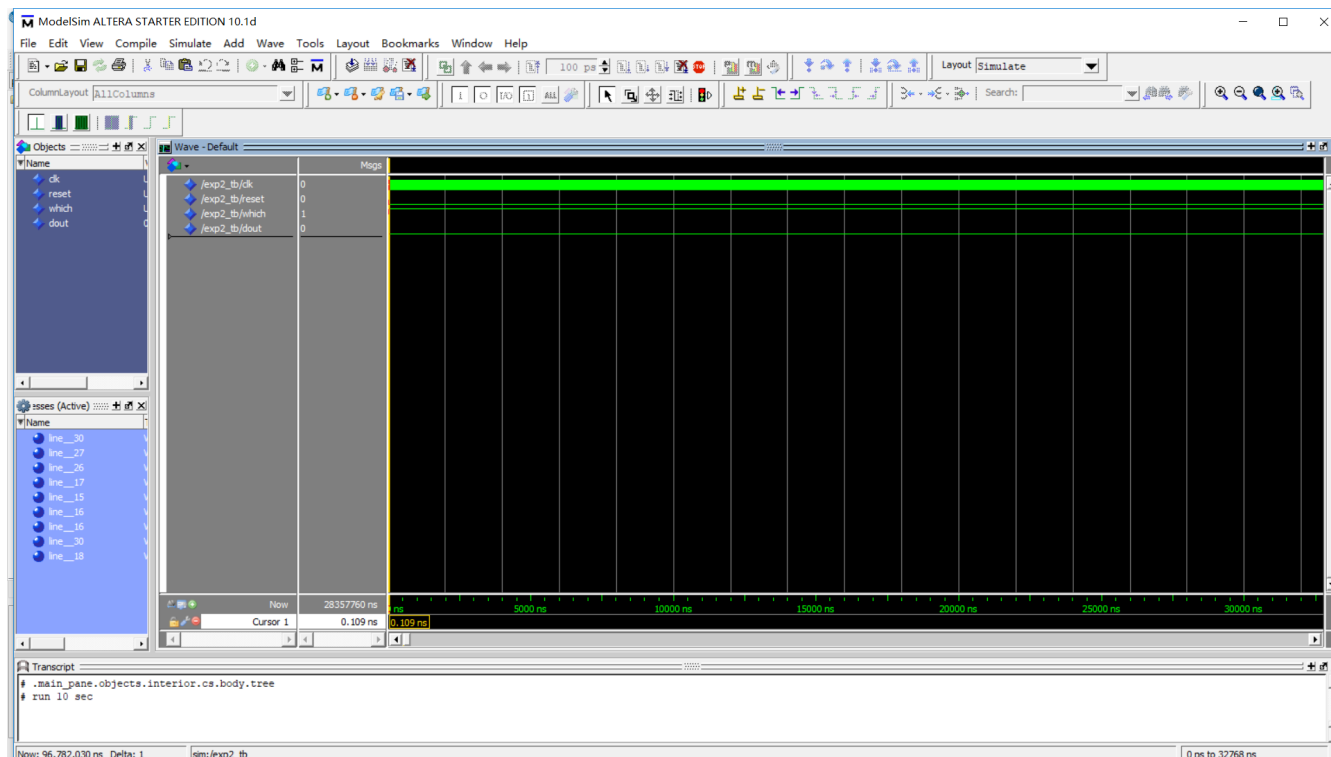 ModelSim ALTERA STARTER EDITION 10.1d
File Edit View Compile Simulate Add Wave Tools Layout Bookmarks Window Help
100 ps Layout Simulate
ColumnLayout AllColumns I O I/O ALL Search:
Objects
Name
clk
reset
which
dout
Wave - Default
Msgs
/exp2_tb/clk 0
/exp2_tb/reset 0
/exp2_tb/which 1
/exp2_tb/dout 0
esses (Active)
Name
line__30
line__27
line__26
line__17
line__15
line__16
line__16
line__30
line__18
Now 28357760 ns ns 5000 ns 10000 ns 15000 ns 20000 ns 25000 ns 30000 ns
Cursor 1 0.109 ns 0.109 ns
Transcript
# .main_pane.objects.interior.cs.body.tree
# run 10 sec
Now: 96,782,030 ns Delta: 1 sim:/exp2_tb 0 ns to 32768 ns